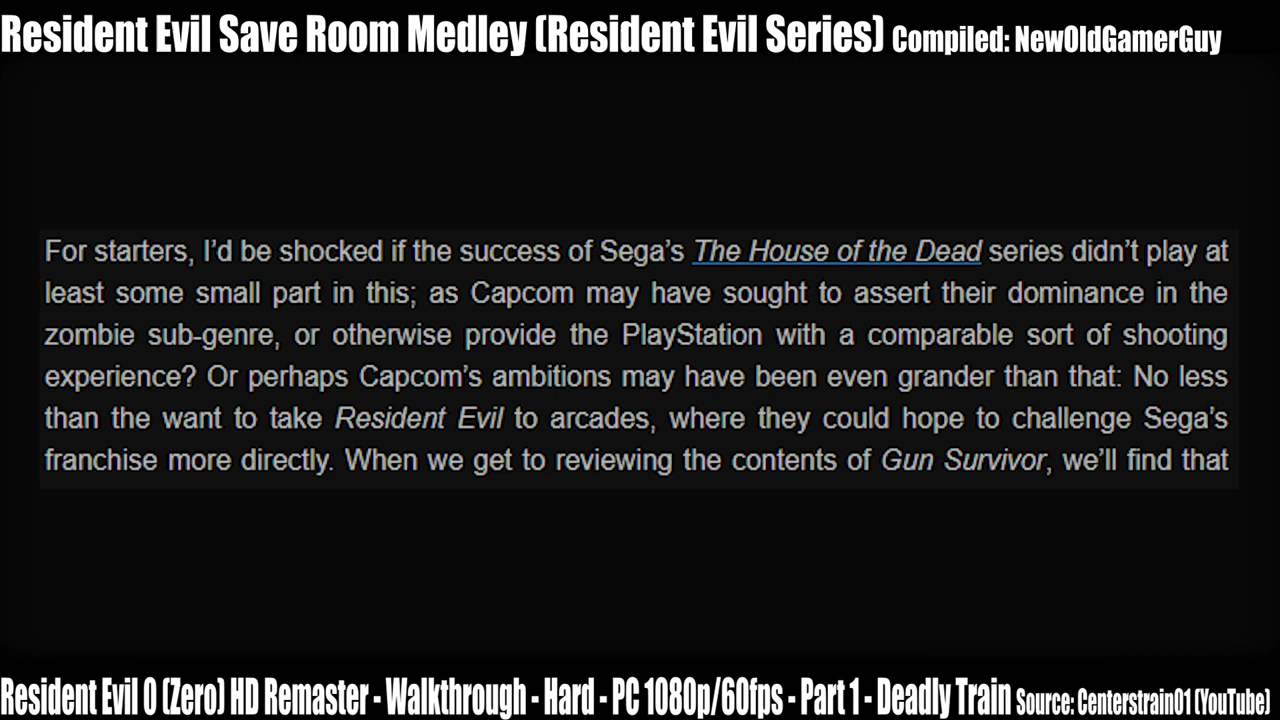 Resident Evil Save Room Medley (Resident Evil Series) Compiled: NewOldGamerGuy
For starters, I’d be shocked if the success of Sega’s The House of the Dead series didn’t play at
least some small part in this; as Capcom may have sought to assert their dominance in the
zombie sub-genre, or otherwise provide the PlayStation with a comparable sort of shooting
experience? Or perhaps Capcom’s ambitions may have been even grander than that: No less
than the want to take Resident Evil to arcades, where they could hope to challenge Sega’s
franchise more directly. When we get to reviewing the contents of Gun Survivor, we’ll find that
Resident Evil 0 (Zero) HD Remaster - Walkthrough - Hard - PC 1080p/60fps - Part 1 - Deadly Train Source: Centerstrain01 (YouTube)